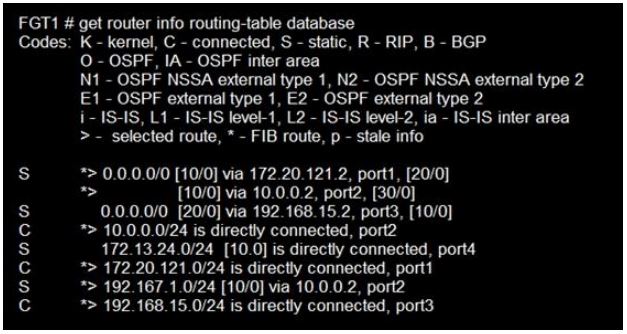 FGT1 # get router info routing-table database
Codes: K - kernel, C - connected, S - static, R - RIP, B - BGP
O - OSPF, IA - OSPF inter area
N1 - OSPF NSSA external type 1, N2 - OSPF NSSA external type 2
E1 - OSPF external type 1, E2 - OSPF external type 2
i - IS-IS, L1 - IS-IS level-1, L2 - IS-IS level-2, ia - IS-IS inter area
> - selected route, * - FIB route, p - stale info
S *> 0.0.0.0/0 [10/0] via 172.20.121.2, port1, [20/0]
*> [10/0] via 10.0.0.2, port2, [30/0]
S 0.0.0.0/0 [20/0] via 192.168.15.2, port3, [10/0]
C *> 10.0.0.0/24 is directly connected, port2
S 172.13.24.0/24 [10.0] is directly connected, port4
C *> 172.20.121.0/24 is directly connected, port1
S *> 192.167.1.0/24 [10/0] via 10.0.0.2, port2
C *> 192.168.15.0/24 is directly connected, port3